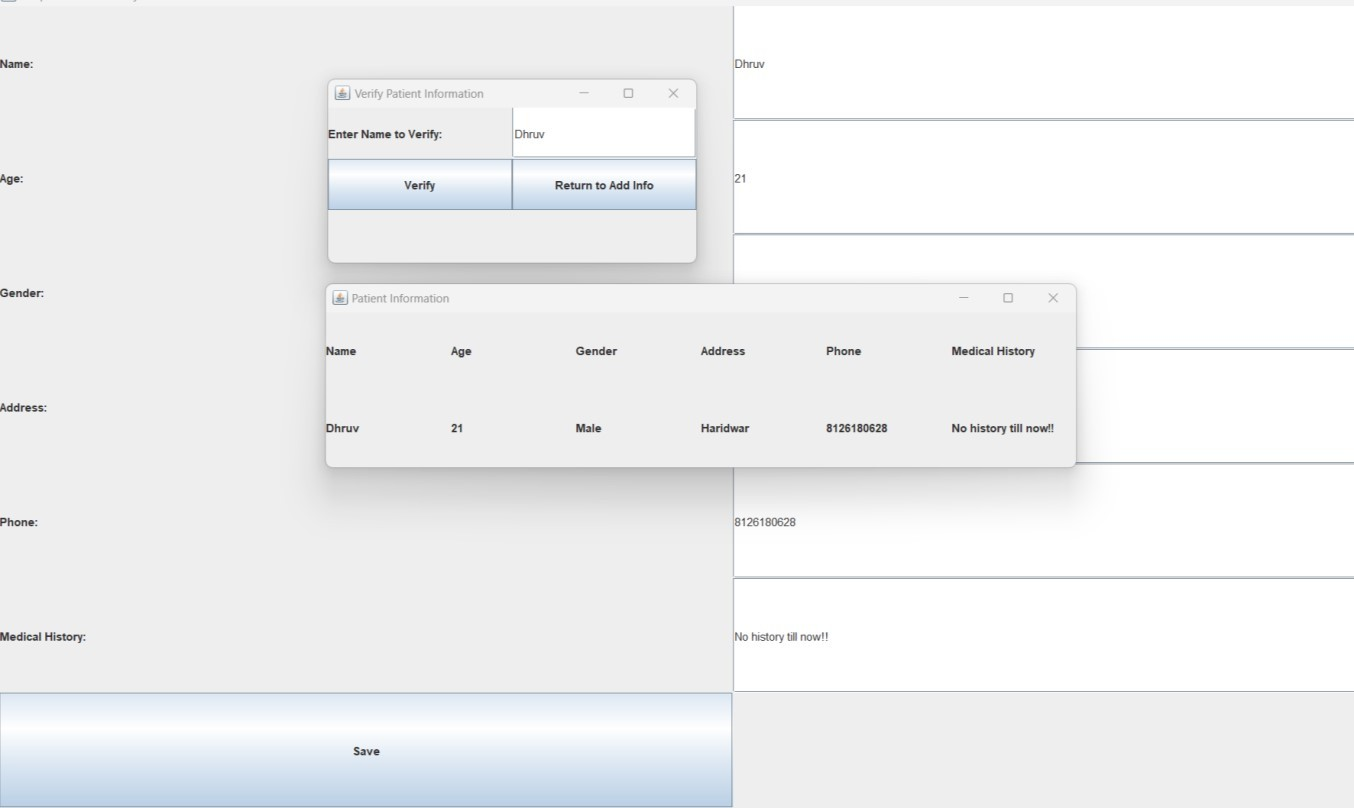 Name:
Dhruv
Verify Patient Information
Enter Name to Verify:
Dhruv
Verify
Return to Add Info
Age:
21
Gender:
Patient Information
Name
Age
Gender
Address
Phone
Medical History
Dhruv
21
Male
Haridwar
8126180628
No history till now!!
Address:
Phone:
8126180628
Medical History:
No history till now!!
Save